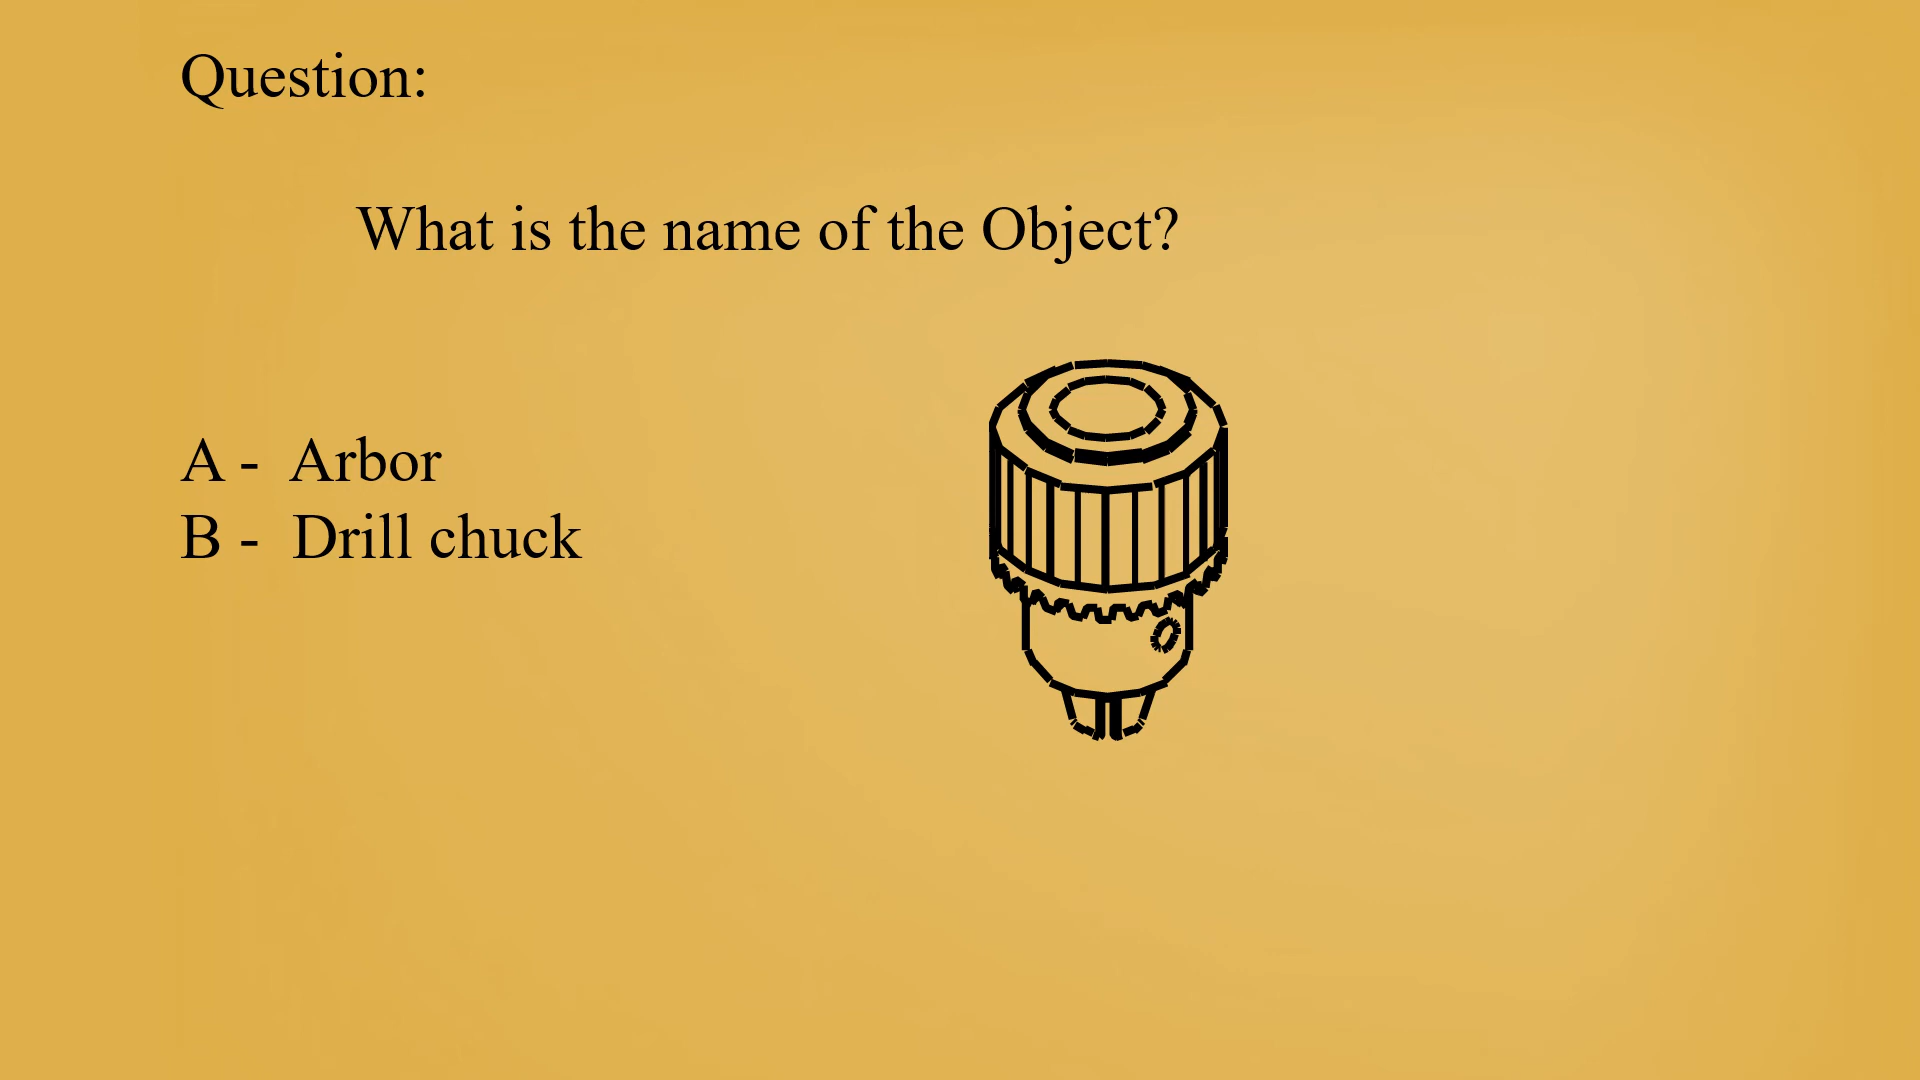 Question:
What is the name of the Object?
A - Arbor
B - Drill chuck